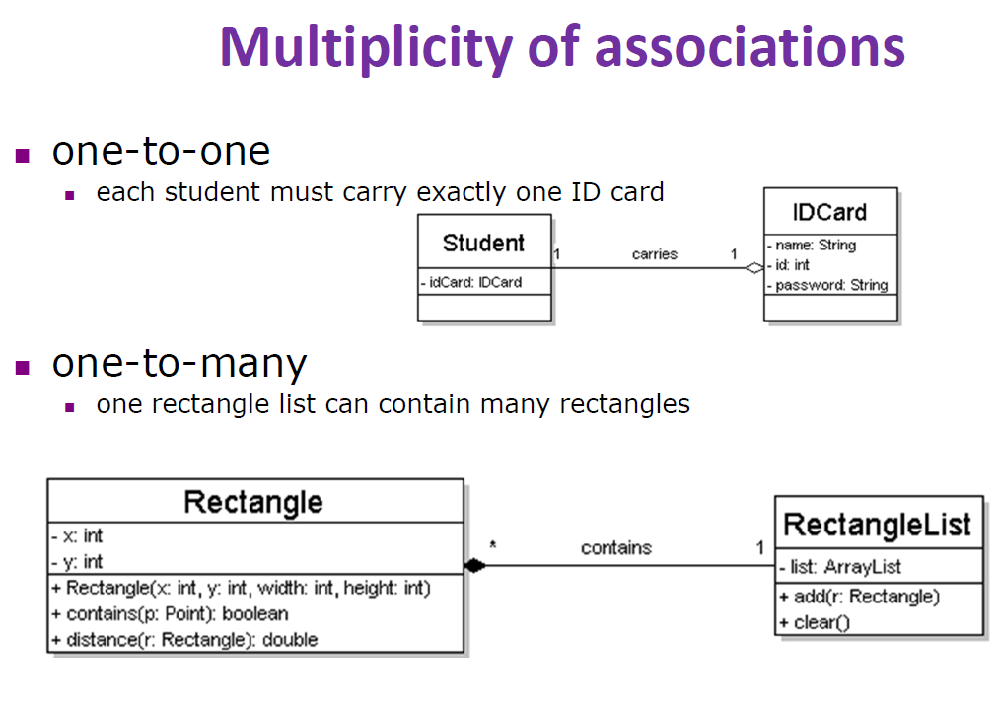 Multiplicity of associations
one-to-one
each student must carry exactly one ID card
Student
- idCard: IDCard
1 carries 1
IDCard
- name: String
- id: int
- password: String
one-to-many
one rectangle list can contain many rectangles
Rectangle
- x: int
- y: int
+ Rectangle(x: int, y: int, width: int, height: int)
+ contains(p: Point): boolean
+ distance(r: Rectangle): double
* contains 1
RectangleList
- list: ArrayList
+ add(r: Rectangle)
+ clear()